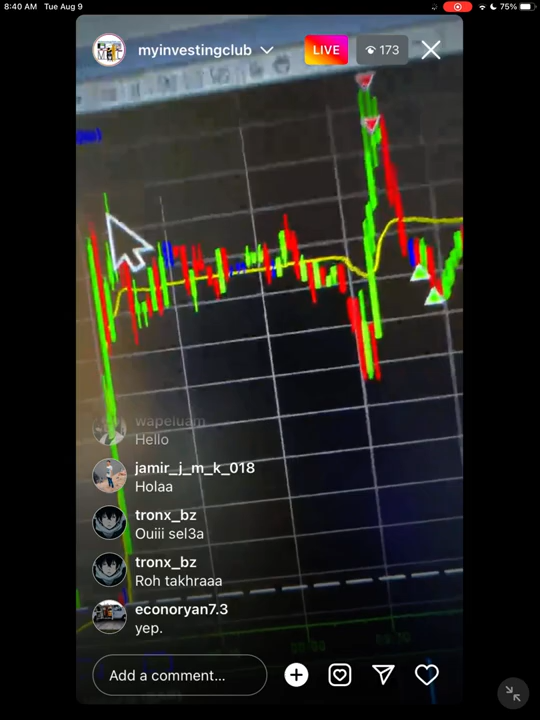 8:40 AM Tue Aug 9
75%
myinvestingclub
LIVE
173
wapeluam
Hello
jamir_j_m_k_018
Holaa
tronx_bz
Ouiii sel3a
tronx_bz
Roh takhraaa
econoryan7.3
yep.
Add a comment...